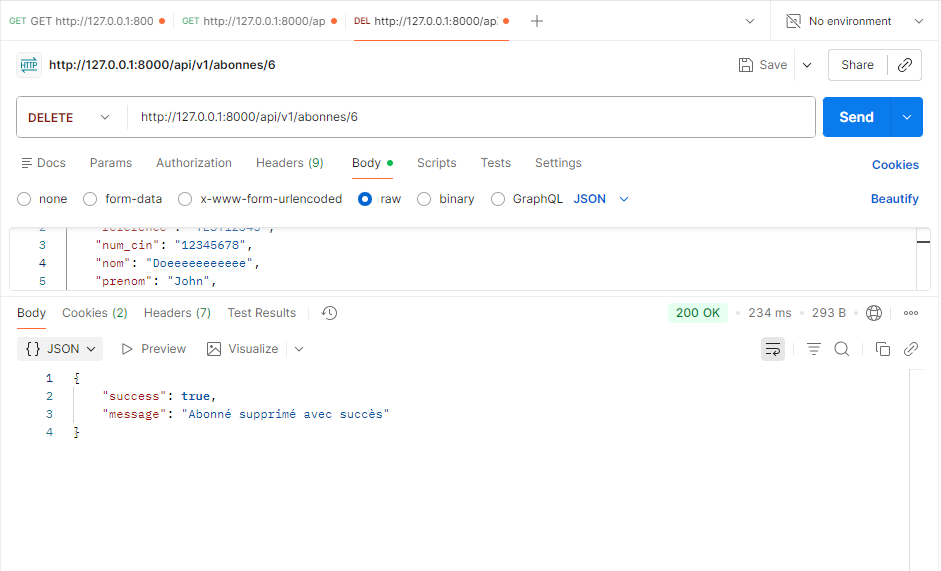 GET GET http://127.0.0.1:800 GET http://127.0.0.1:8000/ap DEL http://127.0.0.1:8000/ap No environment
HTTP http://127.0.0.1:8000/api/v1/abonnes/6 Save Share
DELETE http://127.0.0.1:8000/api/v1/abonnes/6 Send
Docs Params Authorization Headers (9) Body Scripts Tests Settings Cookies
none form-data x-www-form-urlencoded raw binary GraphQL JSON Beautify
2 "reference": "TEST12345",
3 "num_cin": "12345678",
4 "nom": "Doeeeeeeeeeee",
5 "prenom": "John",
Body Cookies (2) Headers (7) Test Results 200 OK 234 ms 293 B
{} JSON Preview Visualize
1 {
2 "success": true,
3 "message": "Abonné supprimé avec succès"
4 }